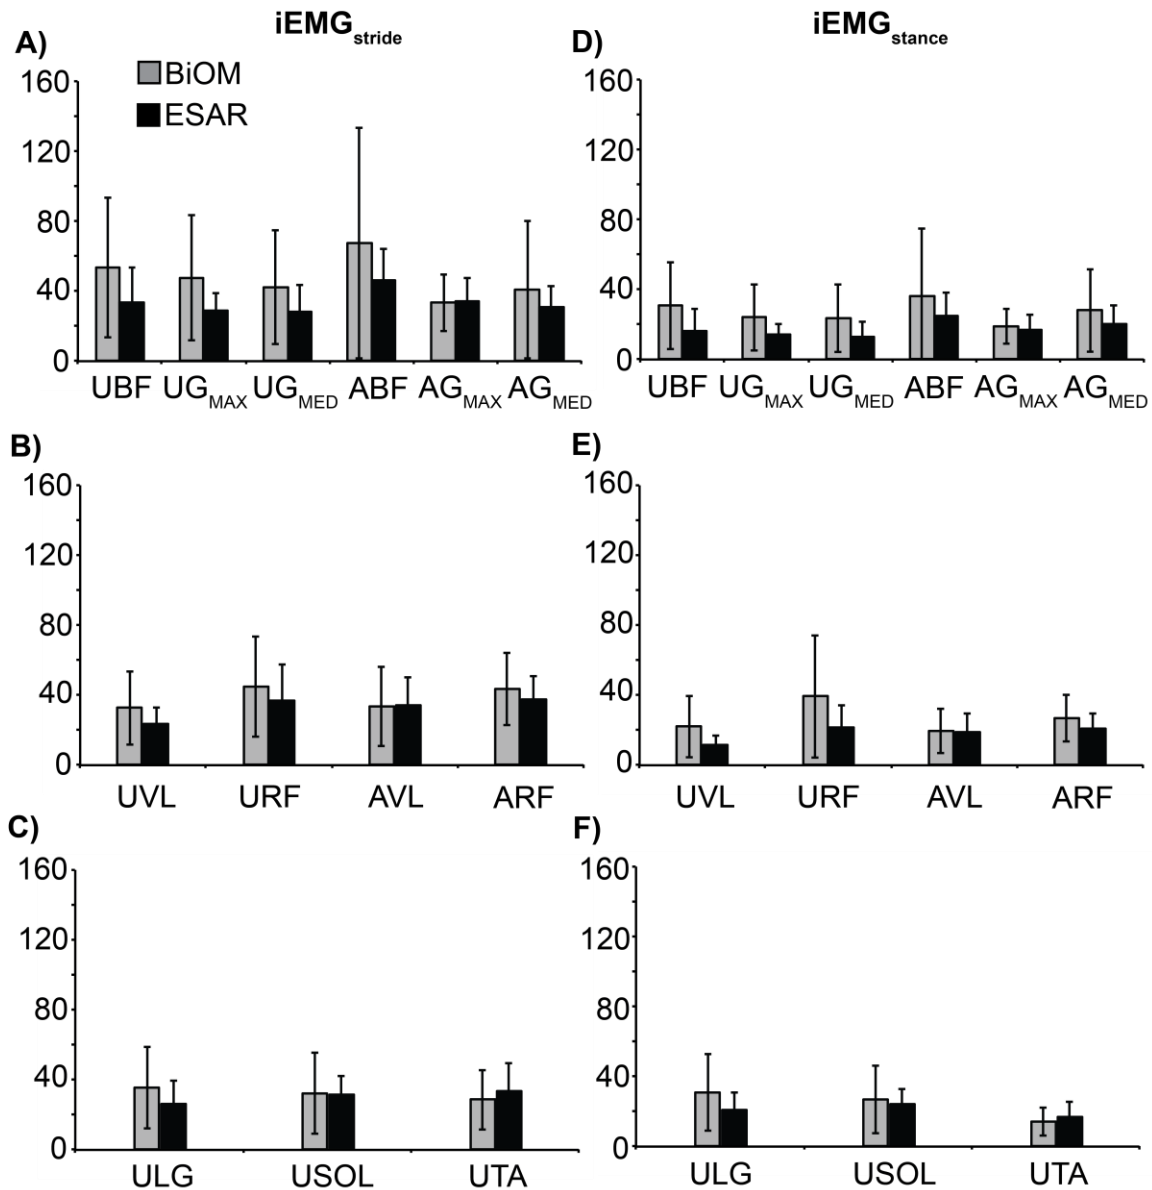 iEMGstride
A)
160
120
80
40
0
BiOM
ESAR
UBF UGMAX UGMED ABF AGMAX AGMED
iEMGstance
D)
160
120
80
40
0
UBF UGMAX UGMED ABF AGMAX AGMED
B)
160
120
80
40
0
UVL URF AVL ARF
E)
160
120
80
40
0
UVL URF AVL ARF
C)
160
120
80
40
0
ULG USOL UTA
F)
160
120
80
40
0
ULG USOL UTA